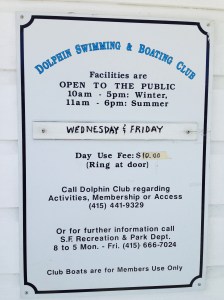 DOLPHIN SWIMMING & BOATING CLUB
Facilities are
OPEN TO THE PUBLIC
10am - 5pm: Winter,
11am - 6pm: Summer
WEDNESDAY & FRIDAY
Day Use Fee: $10.00
(Ring at door)
Call Dolphin Club regarding
Activities, Membership or Access
(415) 441-9329
Or for further information call
S.F. Recreation & Park Dept.
8 to 5 Mon. - Fri. (415) 666-7024
Club Boats are for Members Use Only